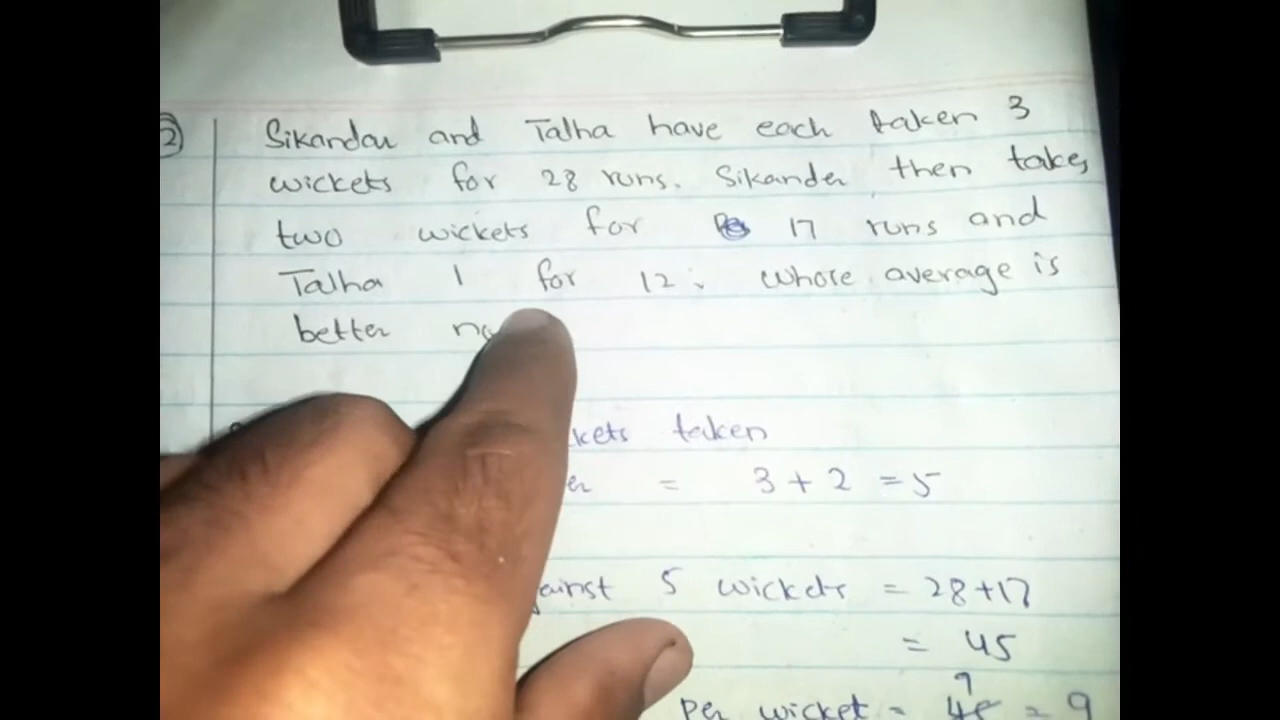 2)
Sikandar and Talha have each taken 3
wickets for 28 runs. Sikander then takes
two wickets for 17 runs and
Talha 1 for 12. Whose average is
better
kets taken
er = 3 + 2 = 5
ainst 5 wickets = 28+17
= 45
Per wicket = = 9